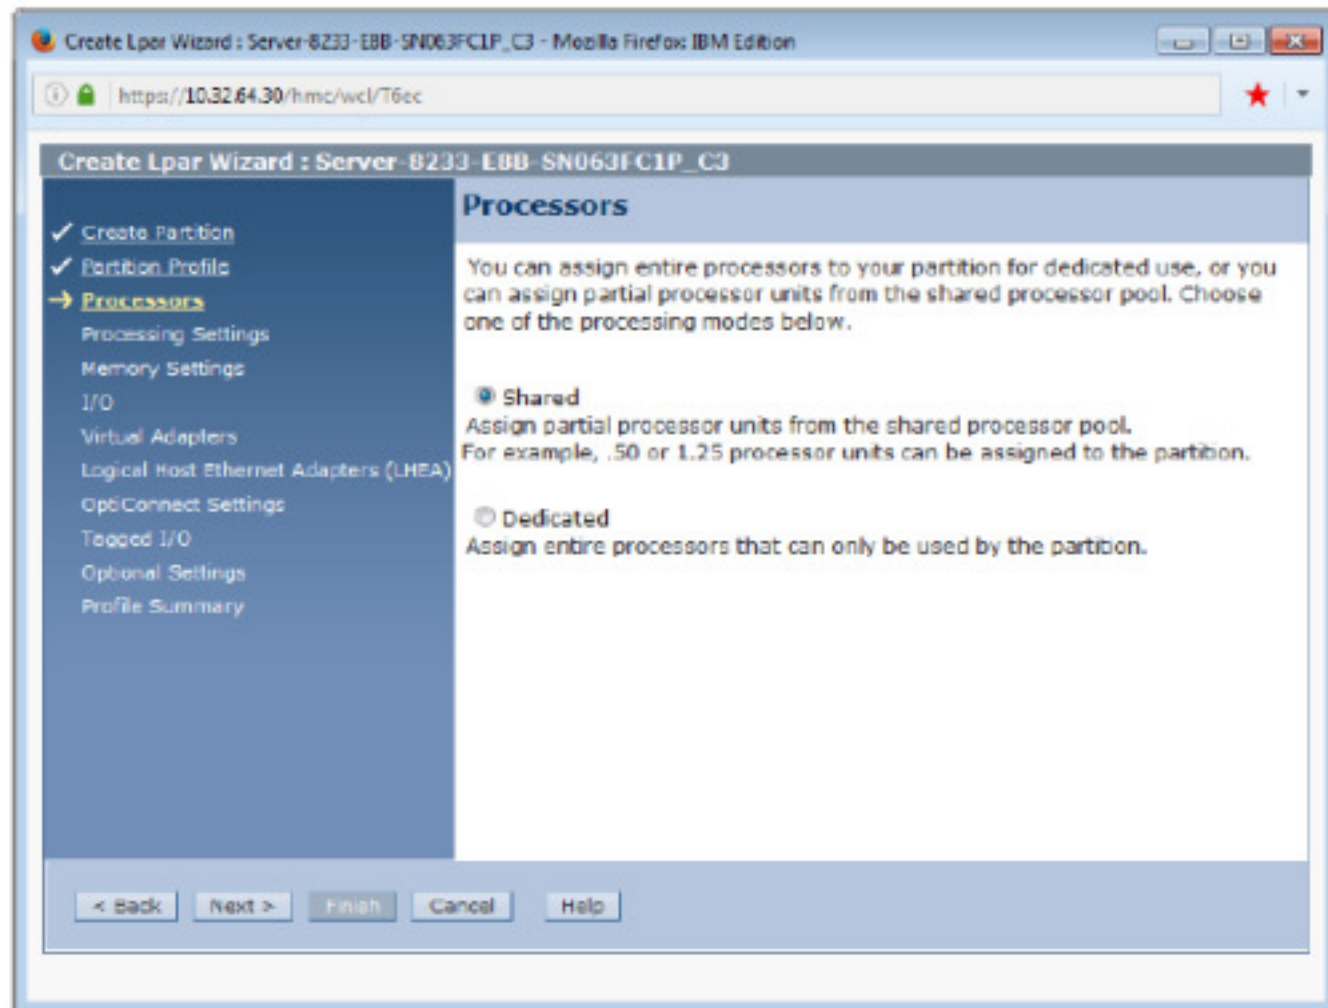 Create Lpar Wizard : Server-8233-E8B-SN063FC1P_C3 - Mozilla Firefox: IBM Edition
https://10.32.64.30/hmc/wcl/T6ec
Create Lpar Wizard : Server-8233-E8B-SN063FC1P_C3
Create Partition
Partition Profile
Processors
Processing Settings
Memory Settings
I/O
Virtual Adapters
Logical Host Ethernet Adapters (LHEA)
OptiConnect Settings
Tagged I/O
Optional Settings
Profile Summary
Processors
You can assign entire processors to your partition for dedicated use, or you
can assign partial processor units from the shared processor pool. Choose
one of the processing modes below.
Shared
Assign partial processor units from the shared processor pool.
For example, .50 or 1.25 processor units can be assigned to the partition.
Dedicated
Assign entire processors that can only be used by the partition.
< Back Next > Finish Cancel Help